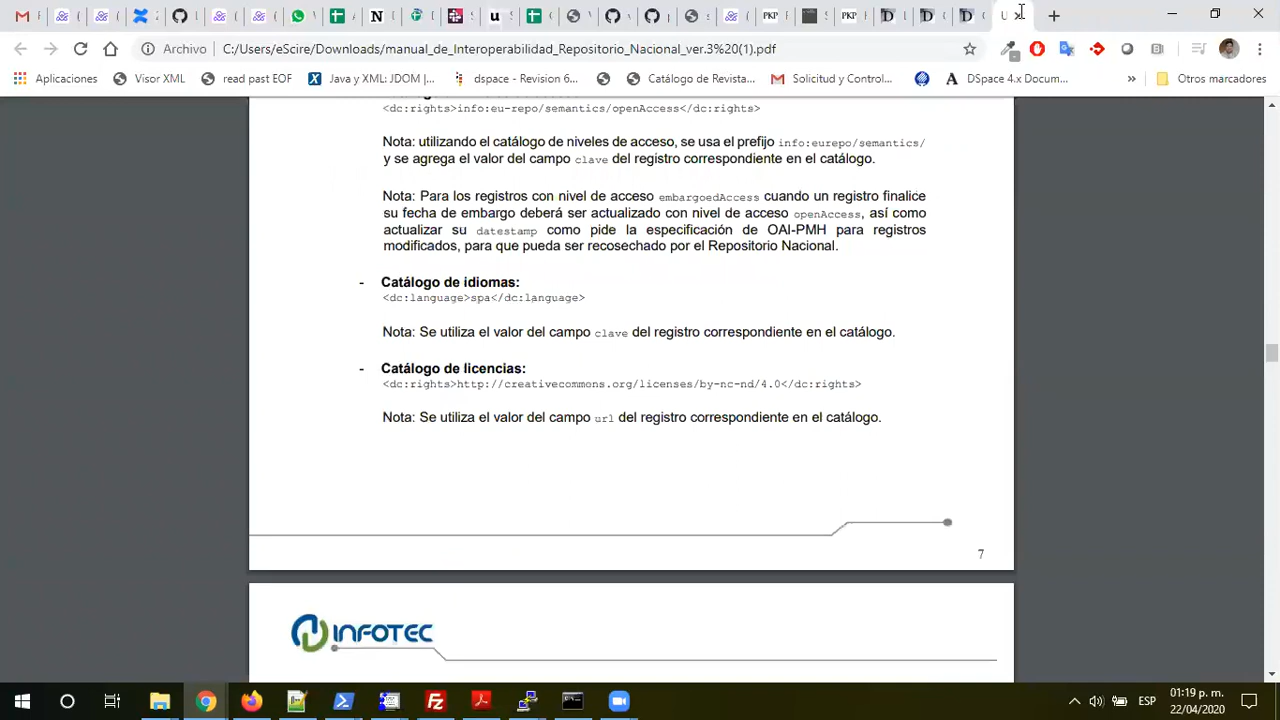 Archivo C:/Users/eScire/Downloads/manual_de_Interoperabilidad_Repositorio_Nacional_ver.3%20(1).pdf
Aplicaciones Visor XML read past EOF Java y XML: JDOM (... dspace - Revision 6... Catálogo de Revista... Solicitud y Control... DSpace 4.x Docum... » Otros marcadores
<dc:rights>info:eu-repo/semantics/openAccess</dc:rights>
Nota: utilizando el catálogo de niveles de acceso, se usa el prefijo info:eurepo/semantics/
y se agrega el valor del campo clave del registro correspondiente en el catálogo.
Nota: Para los registros con nivel de acceso embargoedAccess cuando un registro finalice
su fecha de embargo deberá ser actualizado con nivel de acceso openAccess, así como
actualizar su datestamp como pide la especificación de OAI-PMH para registros
modificados, para que pueda ser recosechado por el Repositorio Nacional.
- Catálogo de idiomas:
<dc:language>spa</dc:language>
Nota: Se utiliza el valor del campo clave del registro correspondiente en el catálogo.
- Catálogo de licencias:
<dc:rights>http://creativecommons.org/licenses/by-nc-nd/4.0</dc:rights>
Nota: Se utiliza el valor del campo url del registro correspondiente en el catálogo.
7
INFOTEC
ESP
01:19 p. m.
22/04/2020